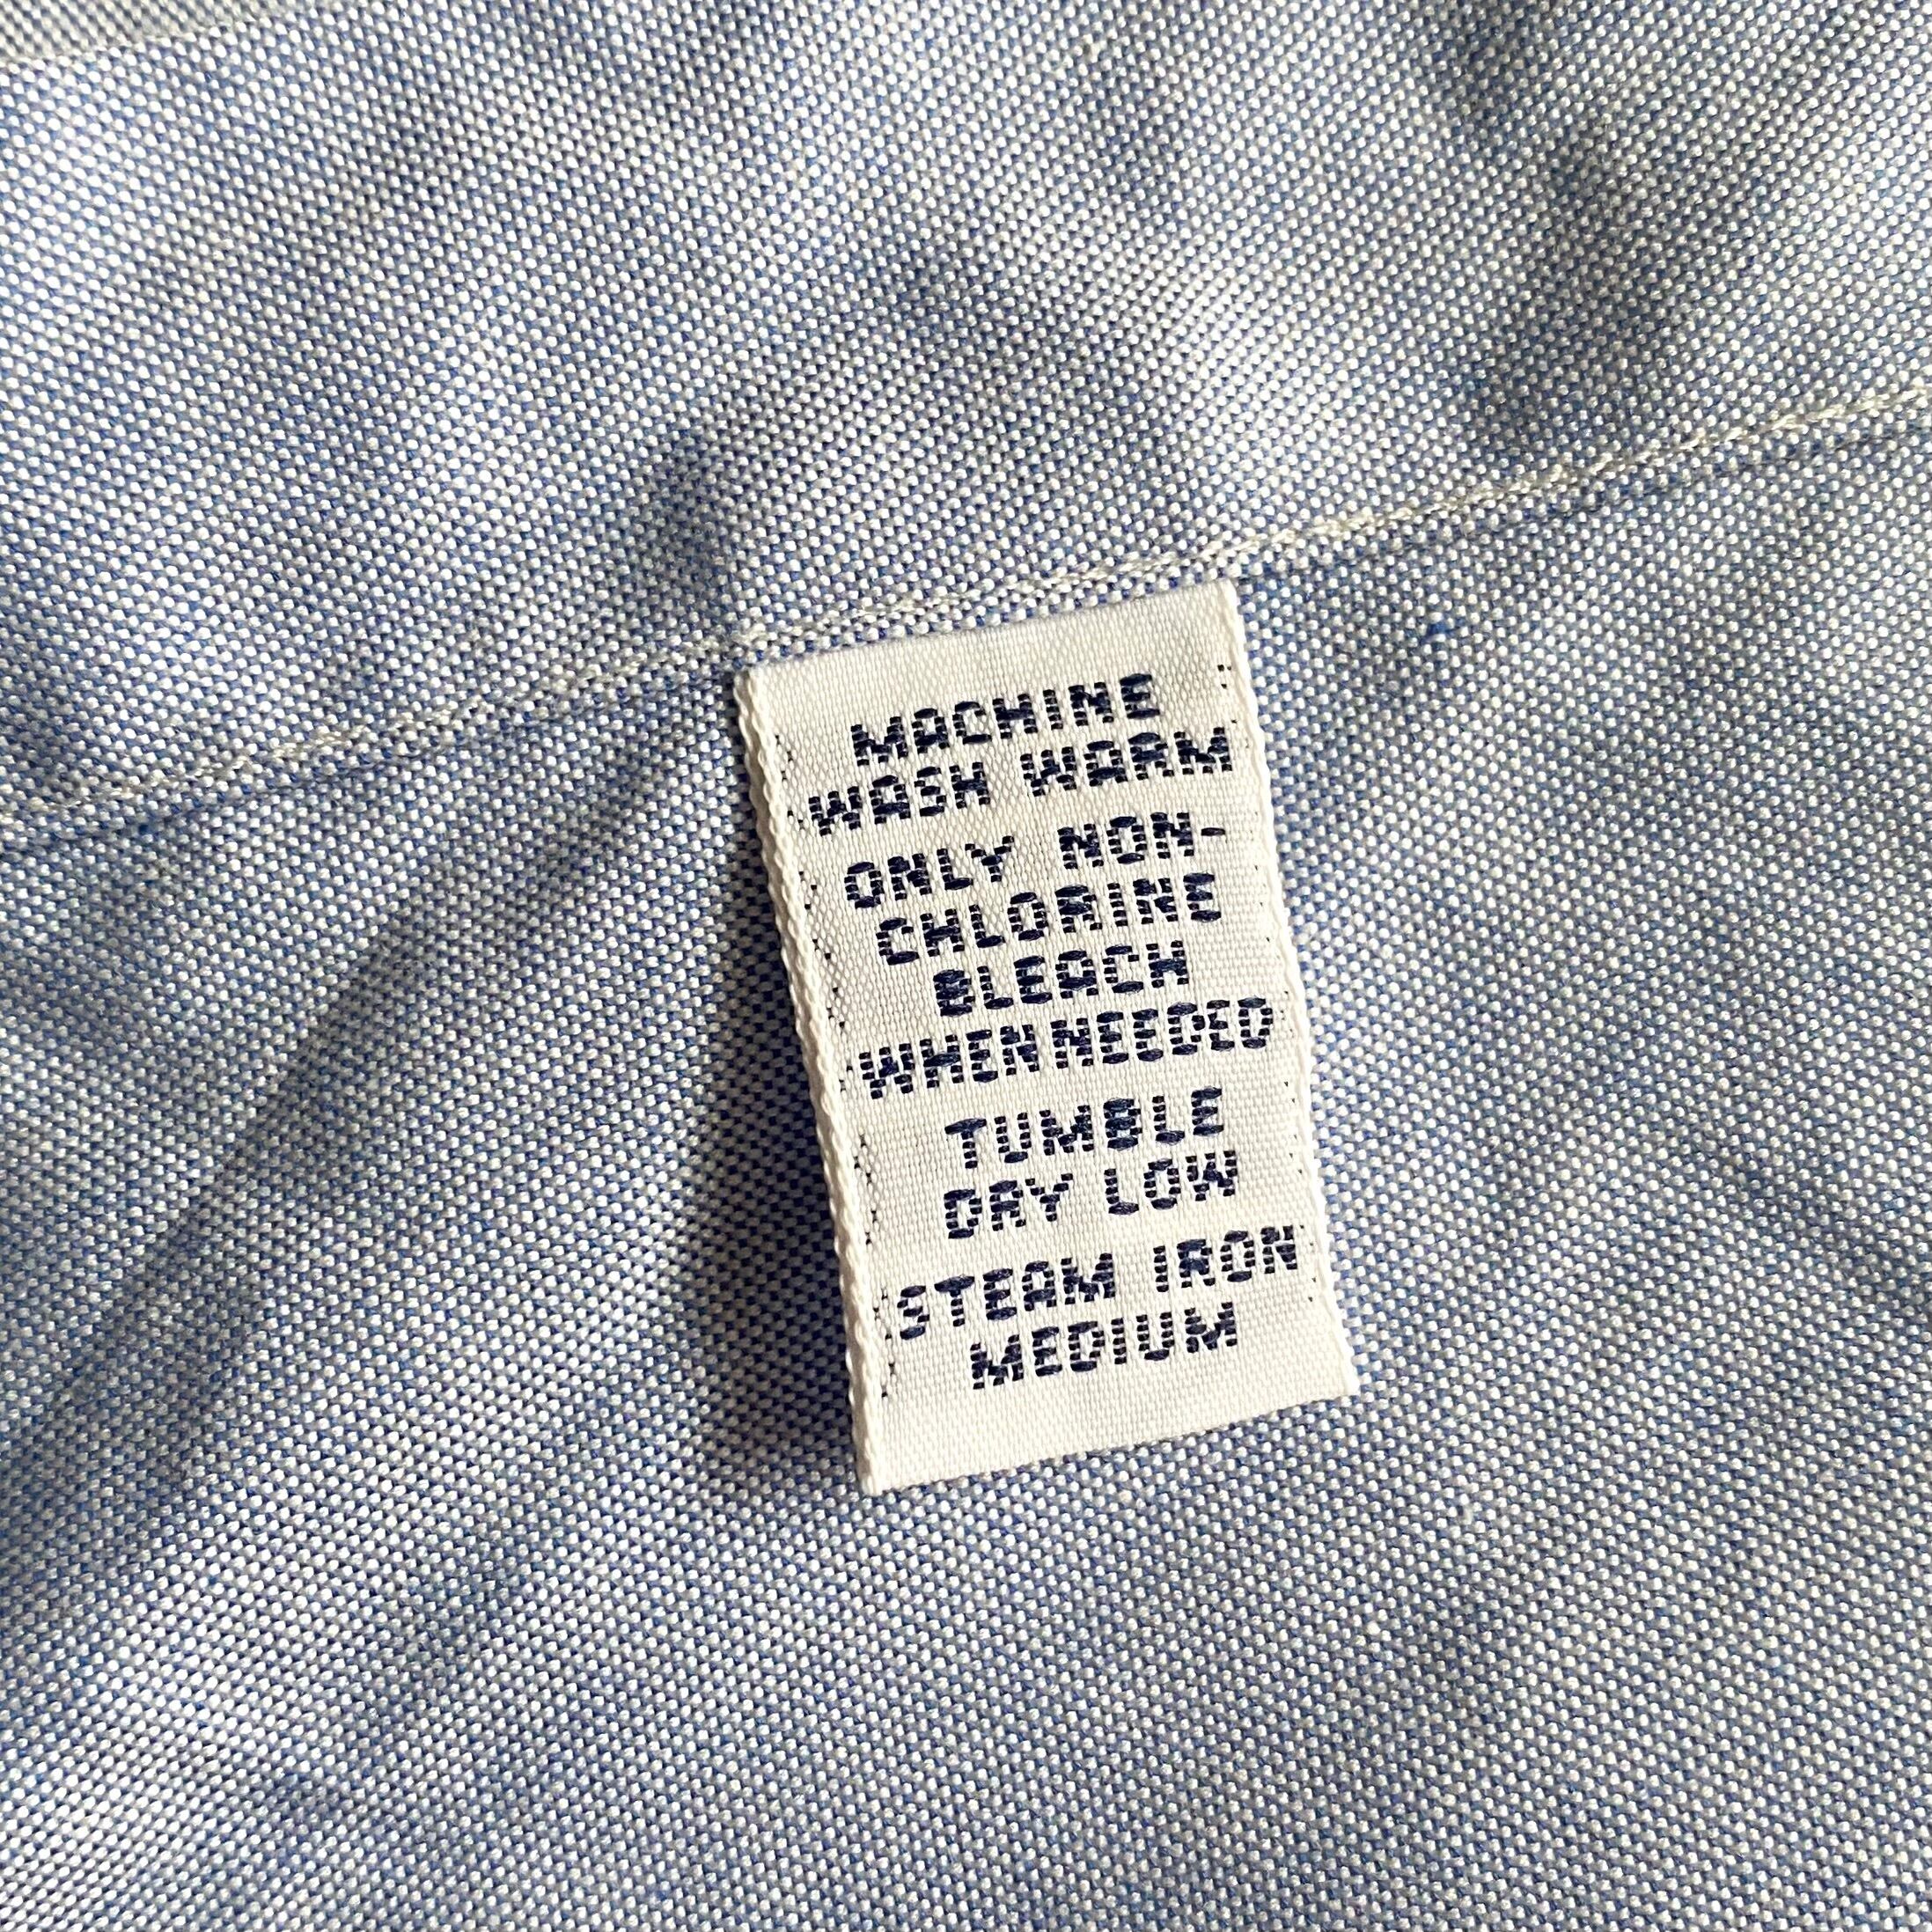 MACHINE
WASH WARM
ONLY NON-
CHLORINE
BLEACH
WHEN NEEDED
TUMBLE
DRY LOW
STEAM IRON
MEDIUM